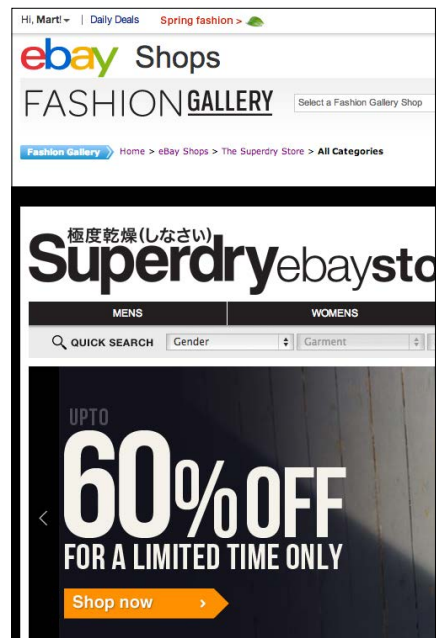 Hi, Mart! | Daily Deals Spring fashion >
ebay Shops
FASHION GALLERY Select a Fashion Gallery Shop
Fashion Gallery Home > eBay Shops > The Superdry Store > All Categories
極度乾燥(しなさい)
Superdryebaysto
MENS WOMENS
QUICK SEARCH Gender Garment
UPTO
60% OFF
FOR A LIMITED TIME ONLY
Shop now >